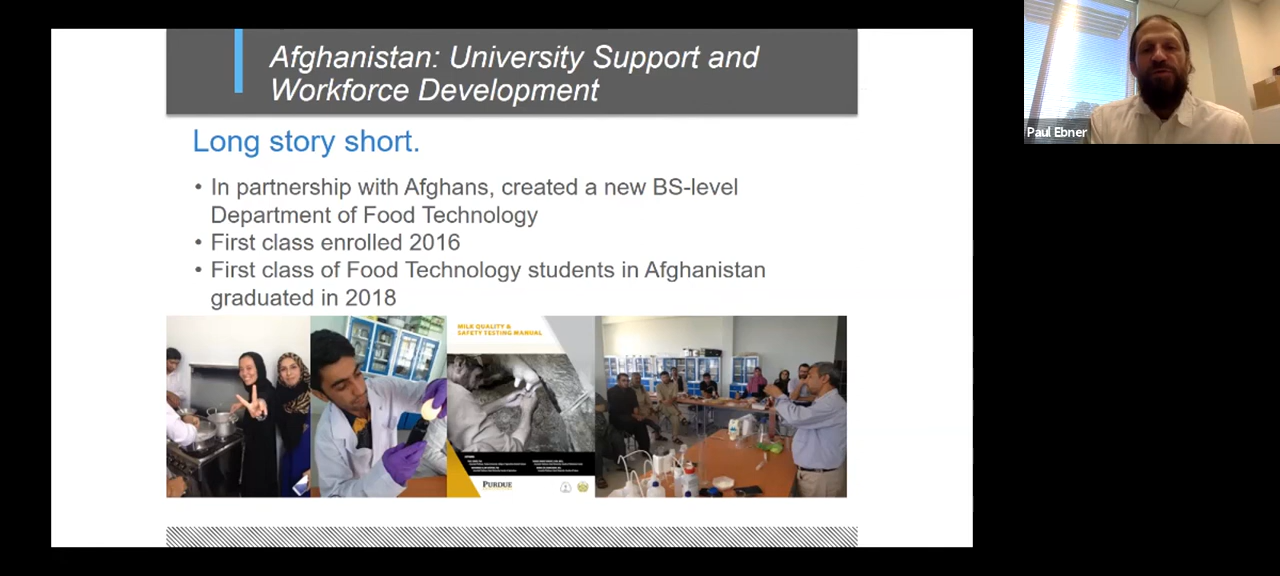 Afghanistan: University Support and
Workforce Development
Long story short.
• In partnership with Afghans, created a new BS-level
Department of Food Technology
• First class enrolled 2016
• First class of Food Technology students in Afghanistan
graduated in 2018
MILK QUALITY &
SAFETY TESTING MANUAL
PURDUE
Paul Ebner